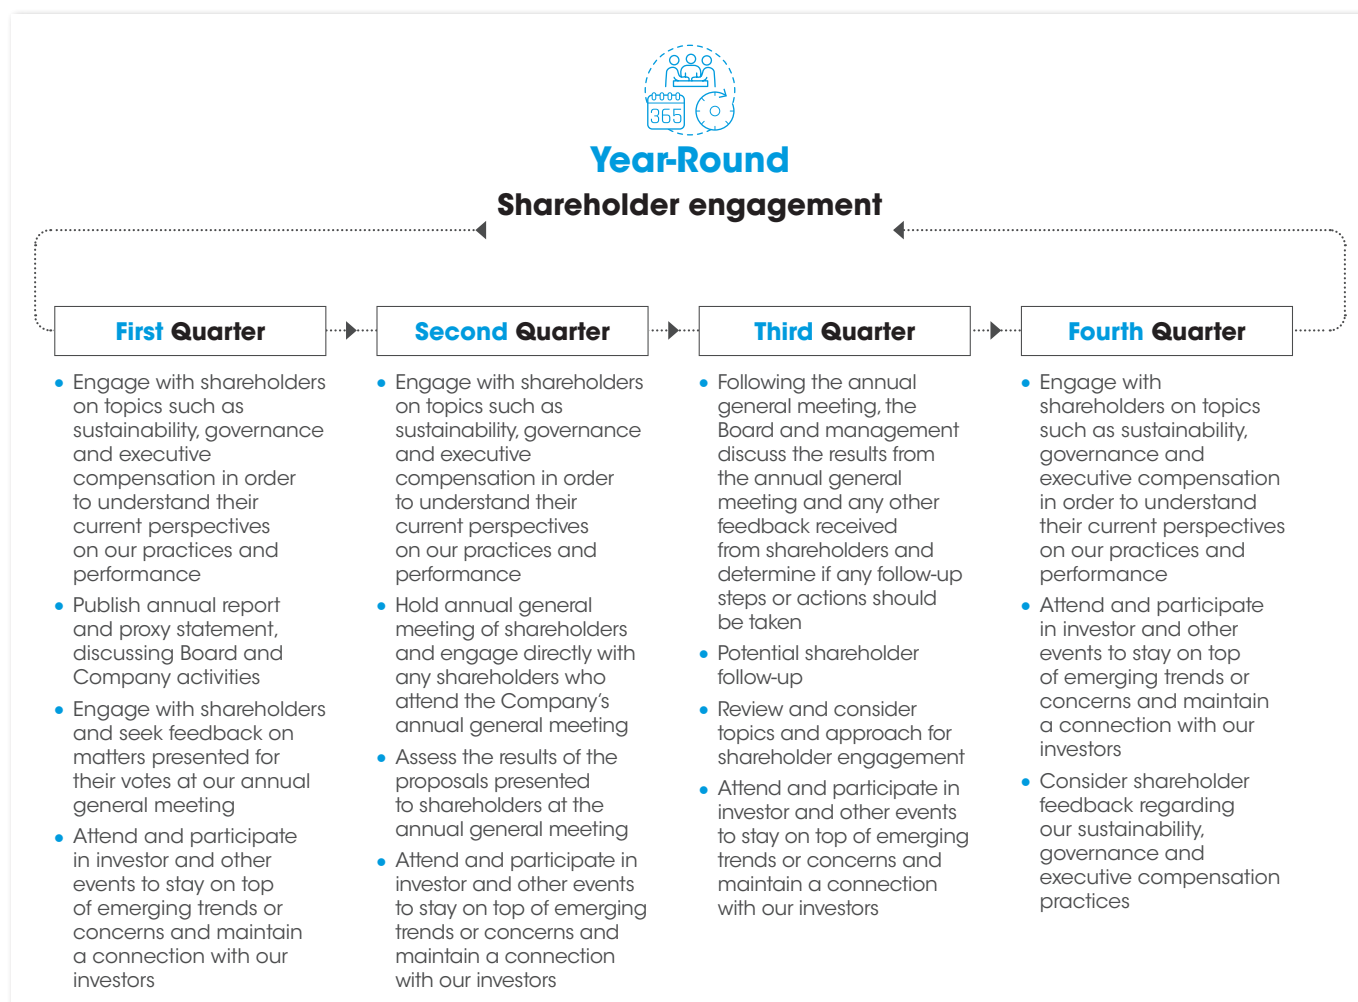 365
Year-Round
Shareholder engagement
First Quarter
• Engage with shareholders
on topics such as
sustainability, governance
and executive
compensation in order
to understand their
current perspectives
on our practices and
performance
• Publish annual report
and proxy statement,
discussing Board and
Company activities
• Engage with shareholders
and seek feedback on
matters presented for
their votes at our annual
general meeting
• Attend and participate
in investor and other
events to stay on top
of emerging trends or
concerns and maintain
a connection with our
investors
Second Quarter
• Engage with shareholders
on topics such as
sustainability, governance
and executive
compensation in order
to understand their
current perspectives
on our practices and
performance
• Hold annual general
meeting of shareholders
and engage directly with
any shareholders who
attend the Company’s
annual general meeting
• Assess the results of the
proposals presented
to shareholders at the
annual general meeting
• Attend and participate in
investor and other events
to stay on top of emerging
trends or concerns and
maintain a connection
with our investors
Third Quarter
• Following the annual
general meeting, the
Board and management
discuss the results from
the annual general
meeting and any other
feedback received
from shareholders and
determine if any follow-up
steps or actions should
be taken
• Potential shareholder
follow-up
• Review and consider
topics and approach for
shareholder engagement
• Attend and participate in
investor and other events
to stay on top of emerging
trends or concerns and
maintain a connection
with our investors
Fourth Quarter
• Engage with
shareholders on topics
such as sustainability,
governance and
executive compensation
in order to understand
their current perspectives
on our practices and
performance
• Attend and participate
in investor and other
events to stay on top
of emerging trends or
concerns and maintain
a connection with our
investors
• Consider shareholder
feedback regarding
our sustainability,
governance and
executive compensation
practices